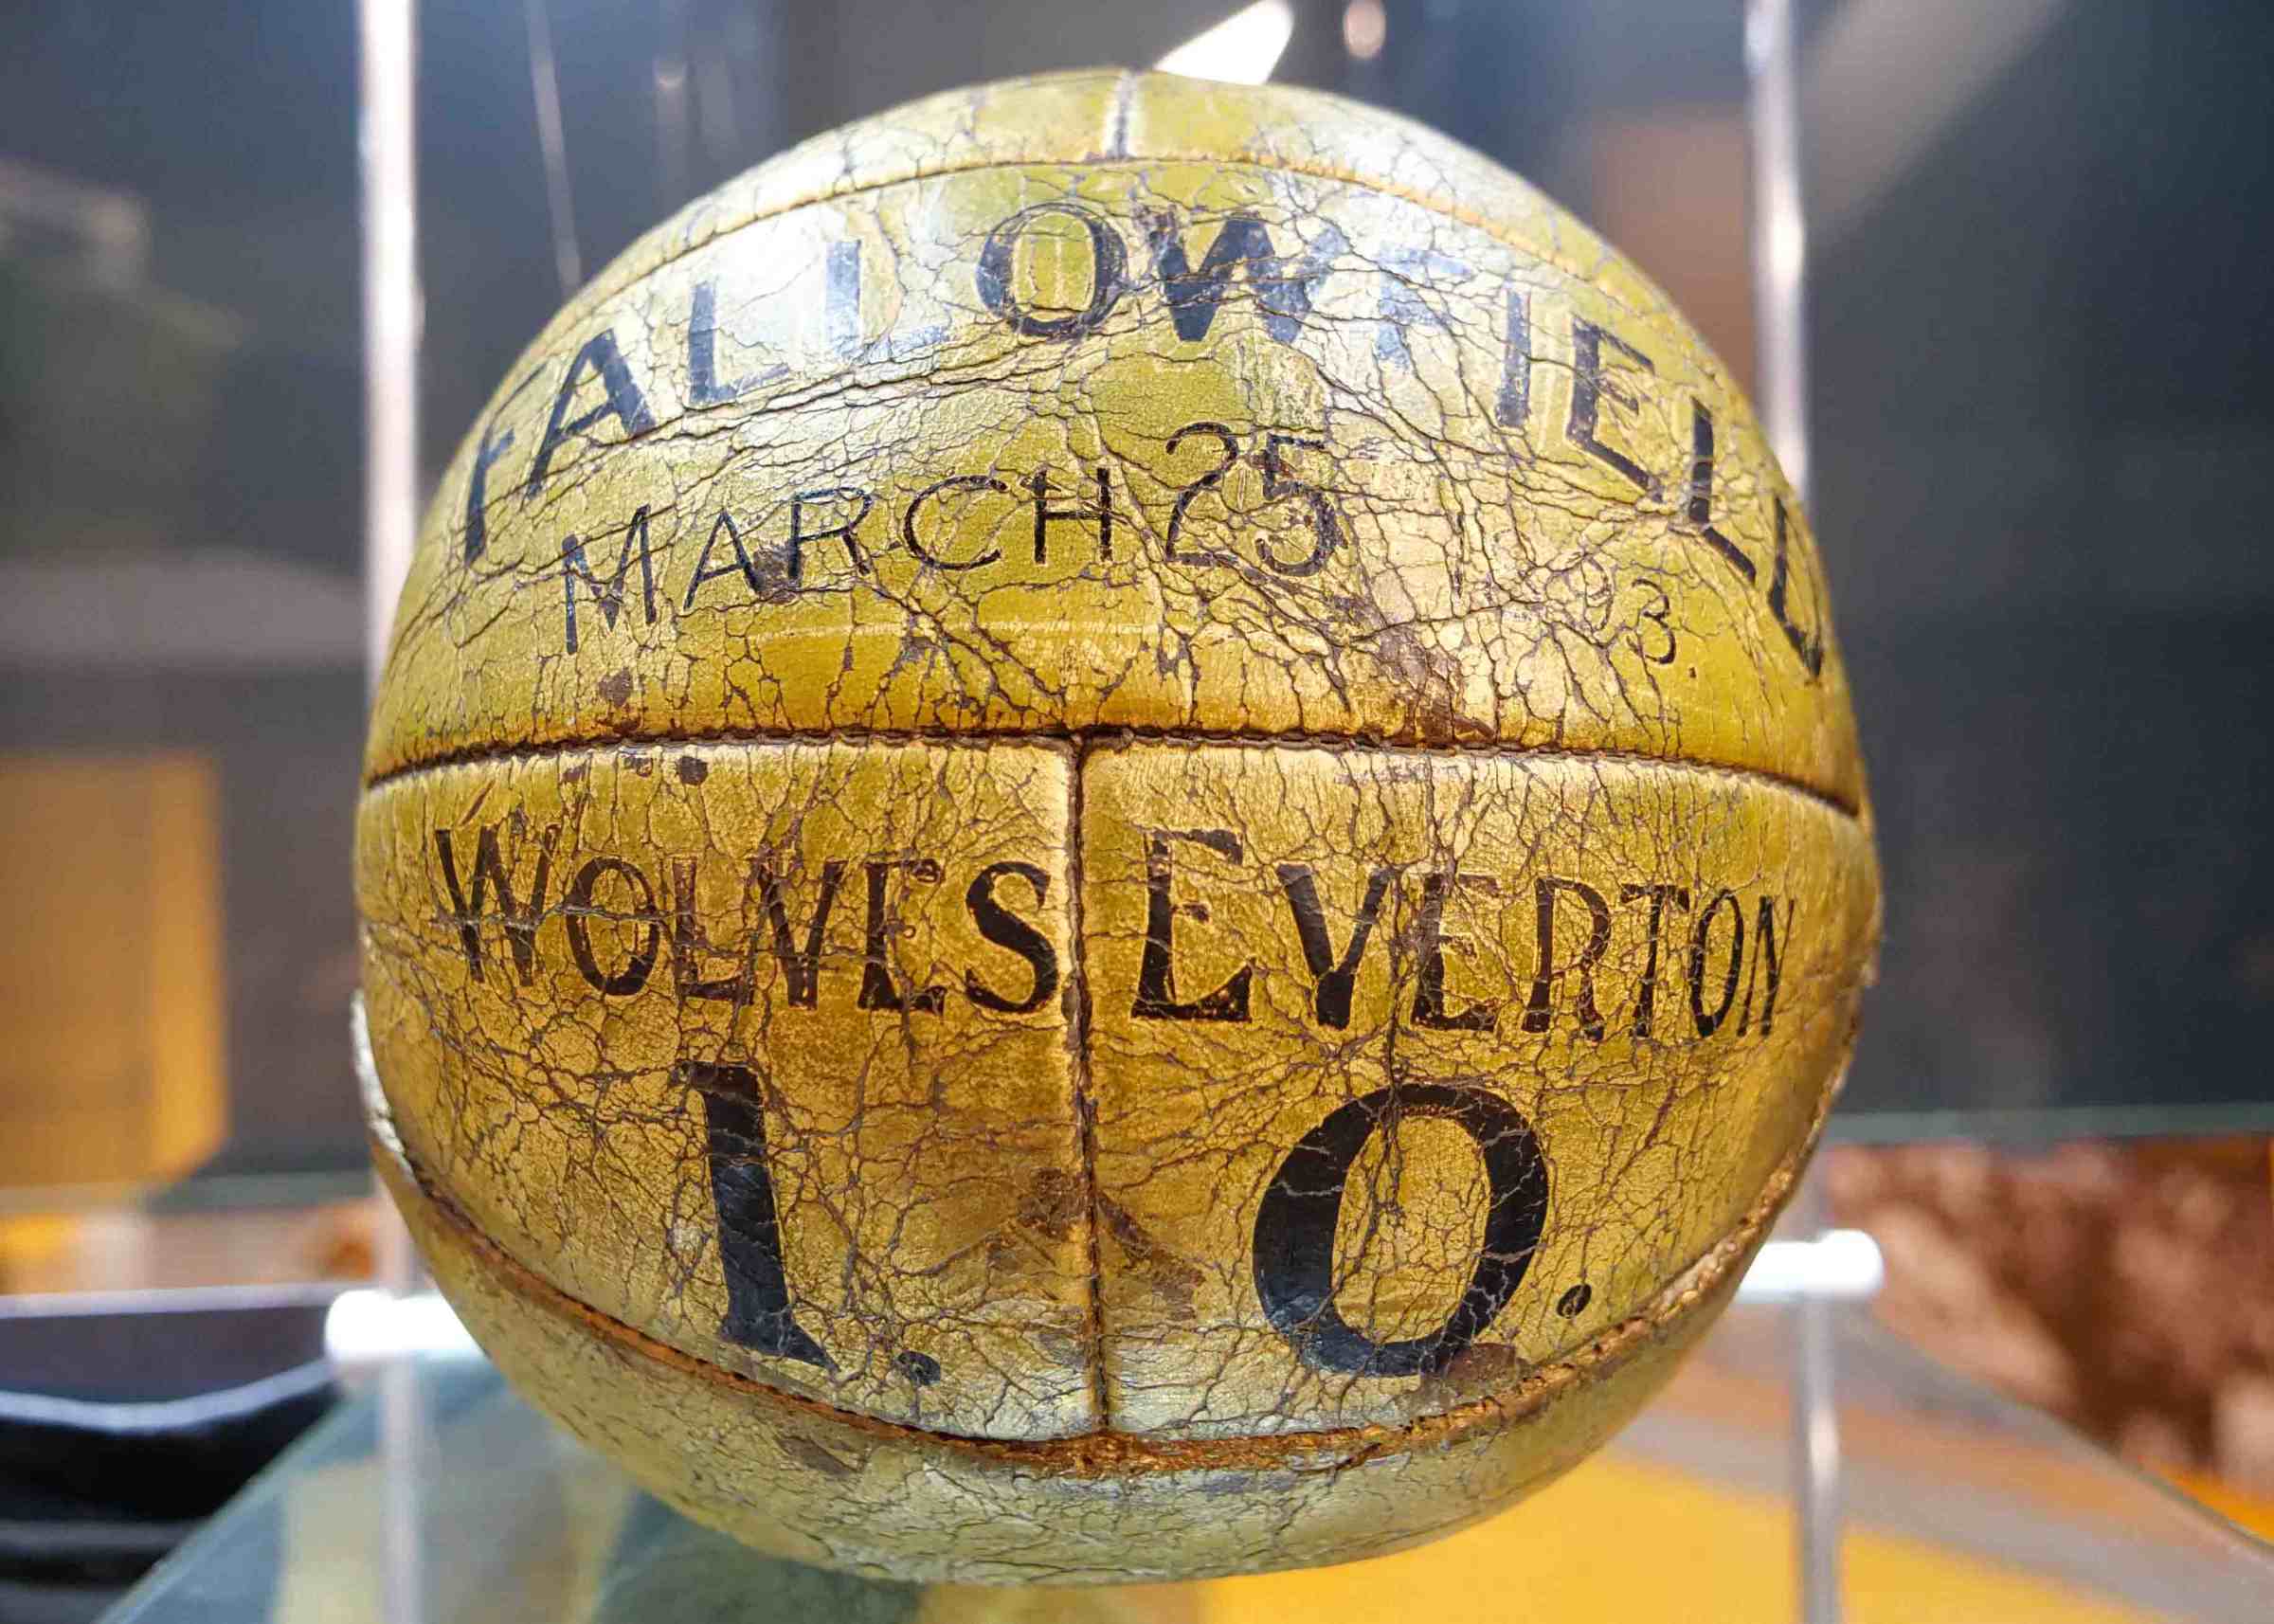 FALLOWFIELD
MARCH 25 93.
WOLVES EVERTON
1. 0.